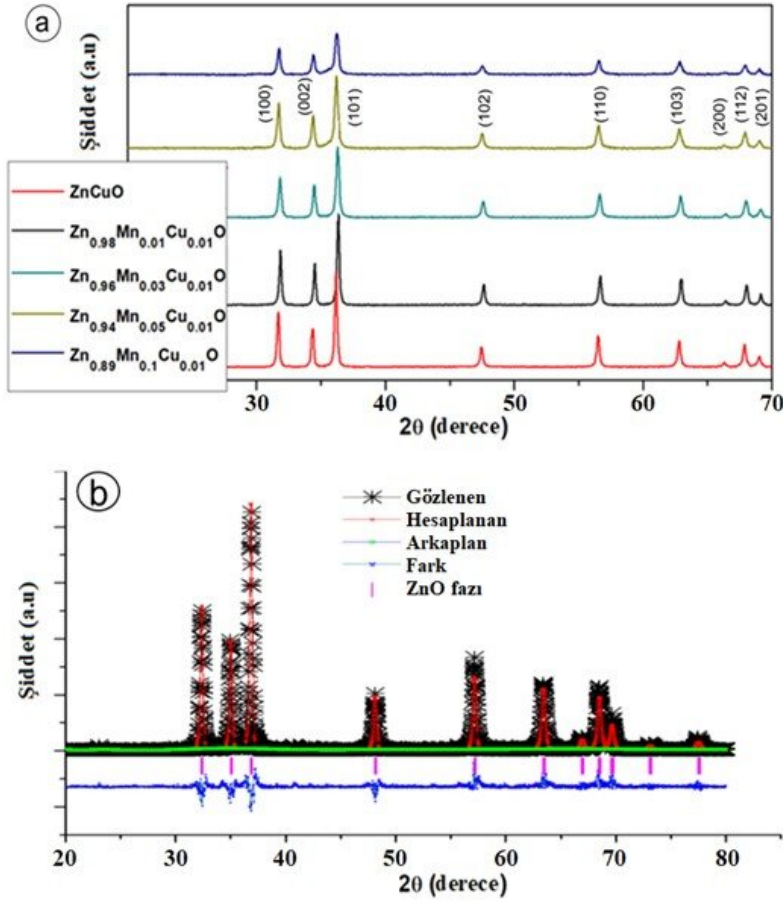 a
Şiddet (a.u)
(100)
(002)
(101)
(102)
(110)
(103)
(200)
(112)
(201)
ZnCuO
Zn0.98Mn0.01Cu0.01O
Zn0.96Mn0.03Cu0.01O
Zn0.94Mn0.05Cu0.01O
Zn0.89Mn0.1Cu0.01O
30 40 50 60 70
2θ (derece)
b
Şiddet (a.u)
Gözlenen
Hesaplanan
Arkaplan
Fark
ZnO fazı
20 30 40 50 60 70 80
2θ (derece)